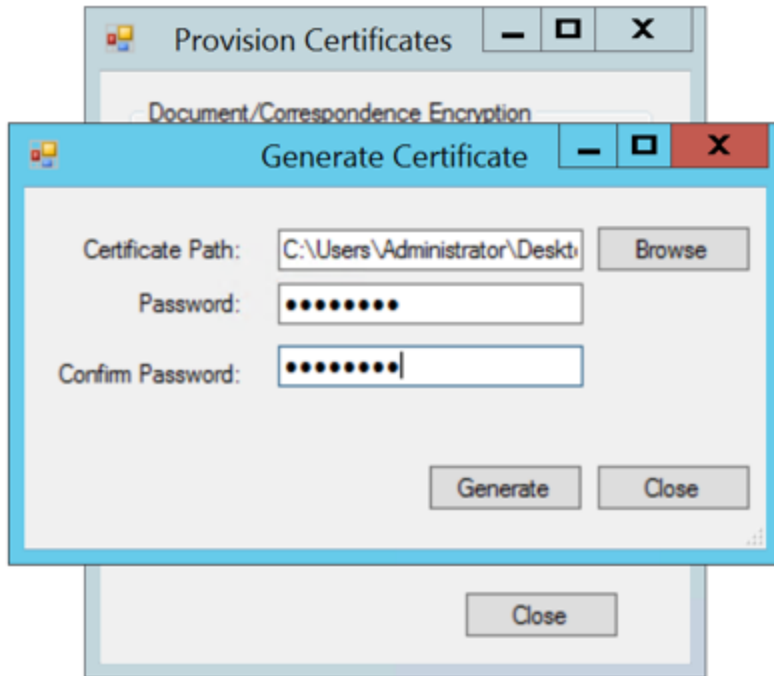 Provision Certificates
Document/Correspondence Encryption
Generate Certificate
Certificate Path: C:\Users\Administrator\Deskt Browse
Password: ●●●●●●●●
Confirm Password: ●●●●●●●●
Generate Close
Close